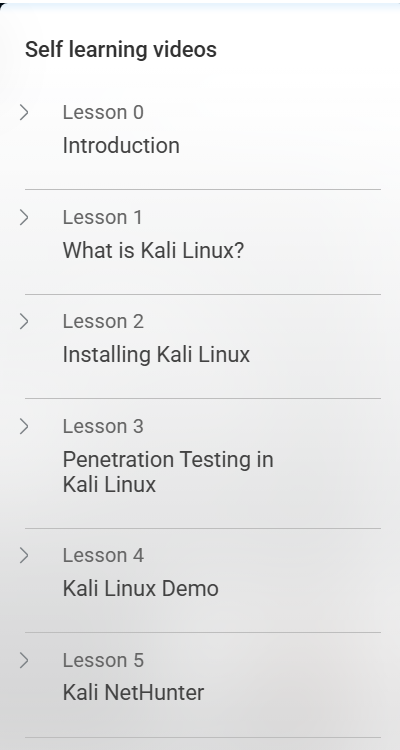 Self learning videos
Lesson 0
Introduction
Lesson 1
What is Kali Linux?
Lesson 2
Installing Kali Linux
Lesson 3
Penetration Testing in
Kali Linux
Lesson 4
Kali Linux Demo
Lesson 5
Kali NetHunter